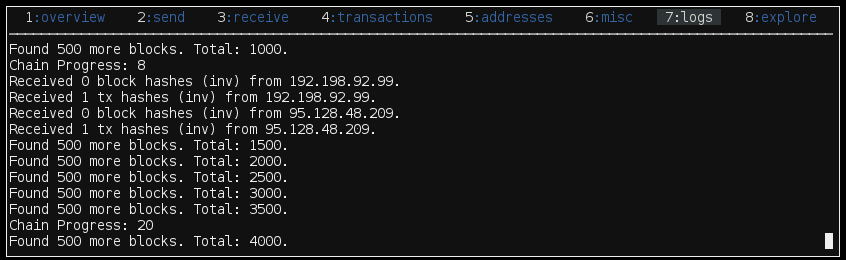 1:overview 2:send 3:receive 4:transactions 5:addresses 6:misc 7:logs 8:explore
Found 500 more blocks. Total: 1000.
Chain Progress: 8
Received 0 block hashes (inv) from 192.198.92.99.
Received 1 tx hashes (inv) from 192.198.92.99.
Received 0 block hashes (inv) from 95.128.48.209.
Received 1 tx hashes (inv) from 95.128.48.209.
Found 500 more blocks. Total: 1500.
Found 500 more blocks. Total: 2000.
Found 500 more blocks. Total: 2500.
Found 500 more blocks. Total: 3000.
Found 500 more blocks. Total: 3500.
Chain Progress: 20
Found 500 more blocks. Total: 4000.